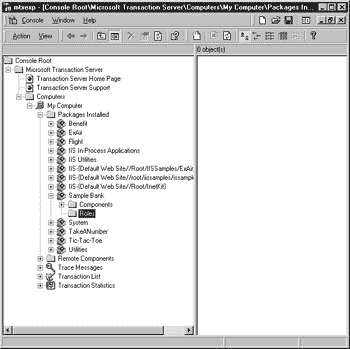 mtxexp - [Console Root\Microsoft Transaction Server\Computers\My Computer\Packages In...
Console Window Help
Action View
0 object(s)
Console Root
Microsoft Transaction Server
Transaction Server Home Page
Transaction Server Support
Computers
My Computer
Packages Installed
Benefit
ExAir
Flight
IIS In-Process Applications
IIS Utilities
IIS-{Default Web Site//Root/IISSamples/ExAir
IIS-{Default Web Site//root/iissamples/issampl
IIS-{Default Web Site//Root/InetKit}
Sample Bank
Components
Roles
System
TakeANumber
Tic-Tac-Toe
Utilities
Remote Components
Trace Messages
Transaction List
Transaction Statistics